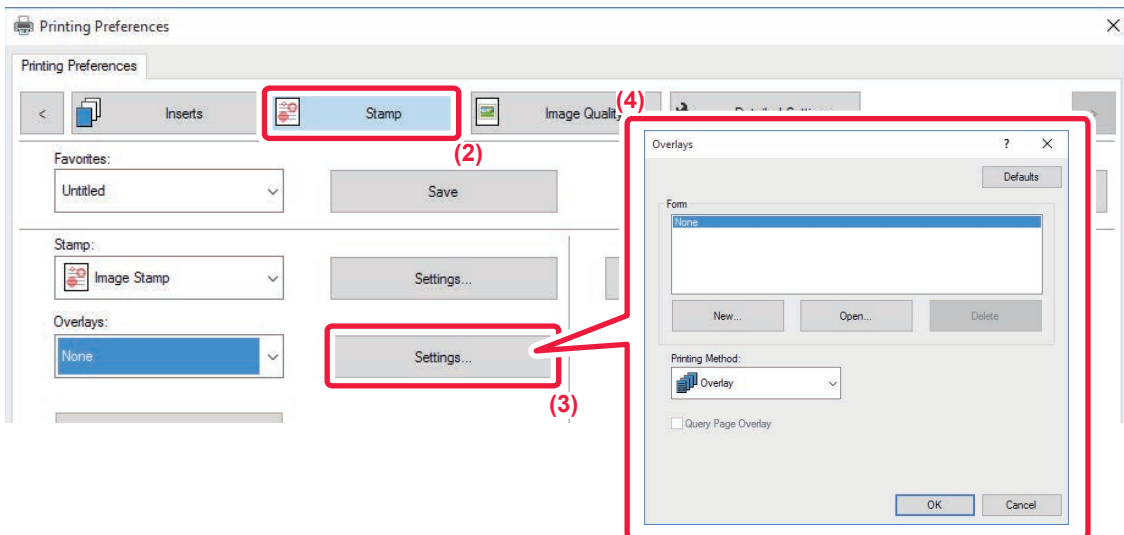 Printing Preferences
Printing Preferences
<
Inserts
Stamp
Image Quality
(4)
(2)
Favorites:
Untitled
Save
Stamp:
Image Stamp
Settings...
Overlays:
None
Settings...
(3)
Overlays
?
Defaults
Form
None
New...
Open...
Delete
Printing Method:
Overlay
Query Page Overlay
OK
Cancel